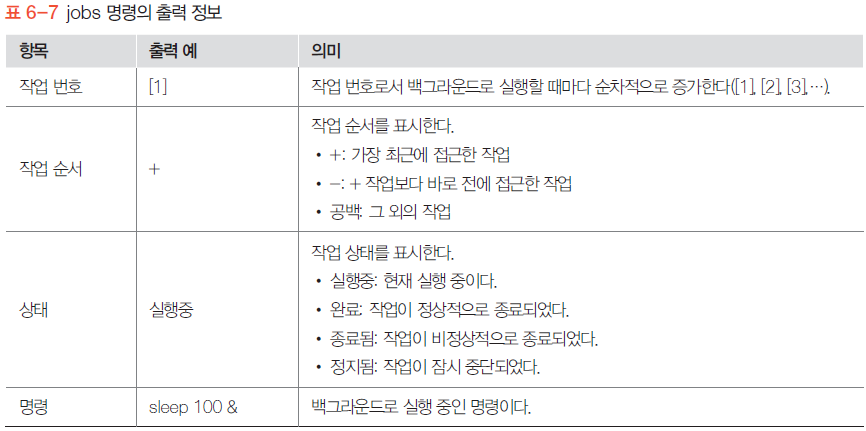 표 6-7 jobs 명령의 출력 정보
항목 출력 예 의미
작업 번호 [1] 작업 번호로서 백그라운드로 실행할 때마다 순차적으로 증가한다([1], [2], [3], …).
작업 순서를 표시한다.
• +: 가장 최근에 접근한 작업
작업 순서 +
• -: + 작업보다 바로 전에 접근한 작업
• 공백: 그 외의 작업
작업 상태를 표시한다.
• 실행중: 현재 실행 중이다.
상태 실행중
• 완료: 작업이 정상적으로 종료되었다.
• 종료됨: 작업이 비정상적으로 종료되었다.
• 정지됨: 작업이 잠시 중단되었다.
명령 sleep 100 & 백그라운드로 실행 중인 명령이다.